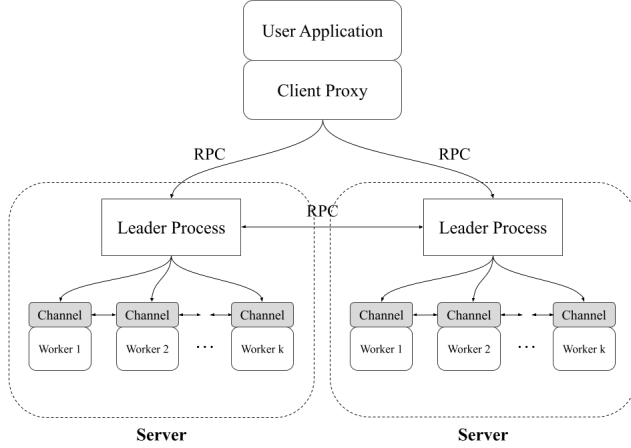 User Application
Client Proxy
RPC
RPC
RPC
Leader Process
Leader Process
Channel
Channel
Channel
Channel
Channel
Channel
Worker 1
Worker 2
...
Worker k
Worker 1
Worker 2
...
Worker k
Server
Server